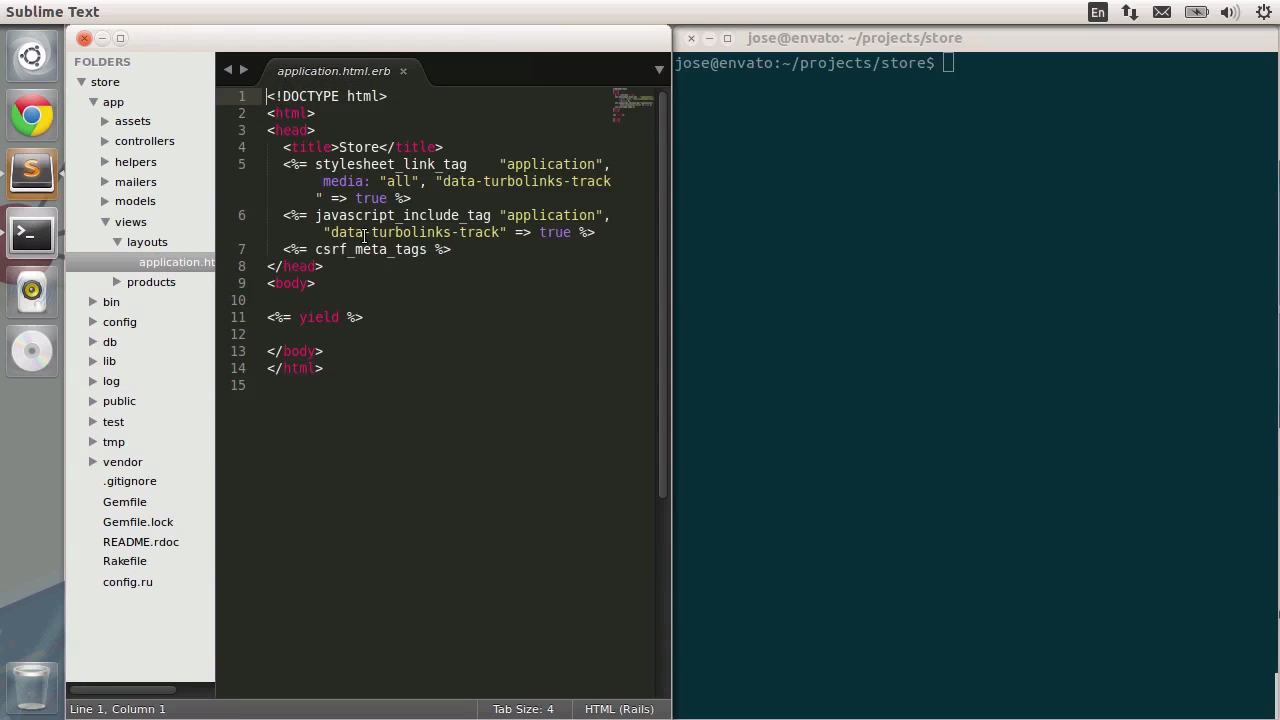 Sublime Text
En
FOLDERS
store
app
assets
controllers
helpers
mailers
models
views
layouts
application.ht
products
bin
config
db
lib
log
public
test
tmp
vendor
.gitignore
Gemfile
Gemfile.lock
README.rdoc
Rakefile
config.ru
application.html.erb
1 <!DOCTYPE html>
2 <html>
3 <head>
4 <title>Store</title>
5 <%= stylesheet_link_tag    "application",
media: "all", "data-turbolinks-track
" => true %>
6 <%= javascript_include_tag "application",
"data-turbolinks-track" => true %>
7 <%= csrf_meta_tags %>
8 </head>
9 <body>
10
11 <%= yield %>
12
13 </body>
14 </html>
15
Line 1, Column 1
Tab Size: 4
HTML (Rails)
jose@envato: ~/projects/store
jose@envato:~/projects/store$